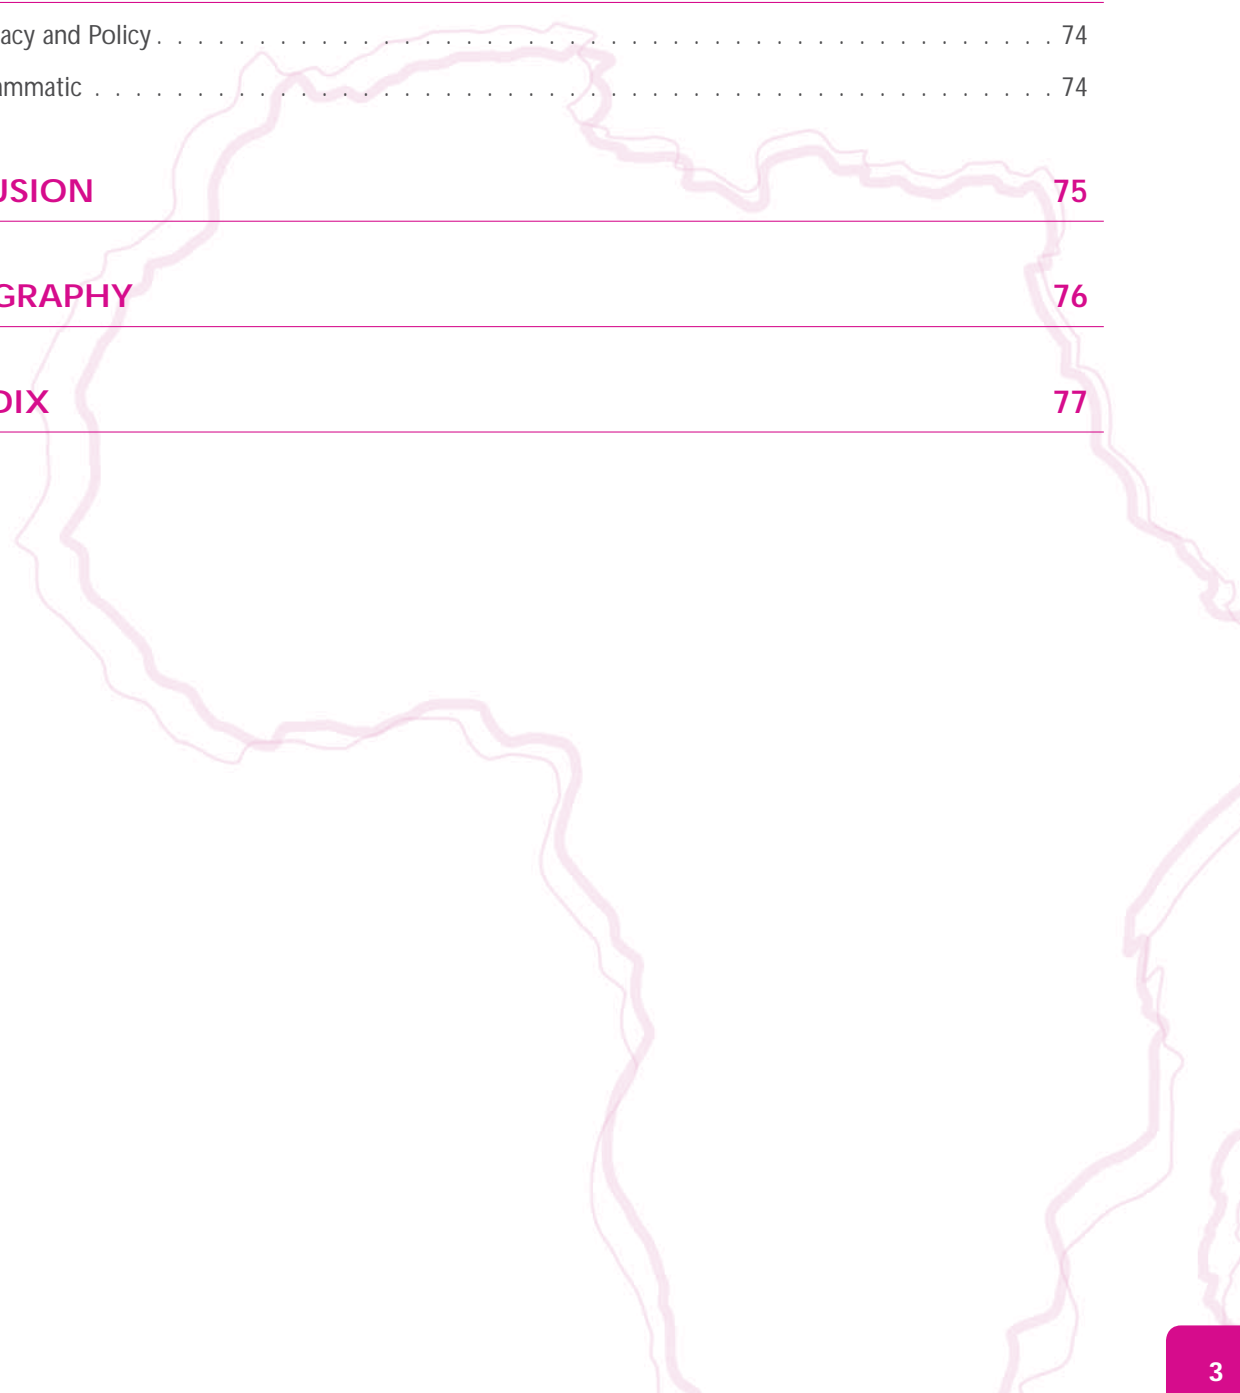 acy and Policy . . . . . . . . . . . . . . . . . . . . . . . . . . . . . . . . . . . . . . . . . . . . 74
mmatic . . . . . . . . . . . . . . . . . . . . . . . . . . . . . . . . . . . . . . . . . . . . . . . 74
USION 75
GRAPHY 76
DIX 77
3